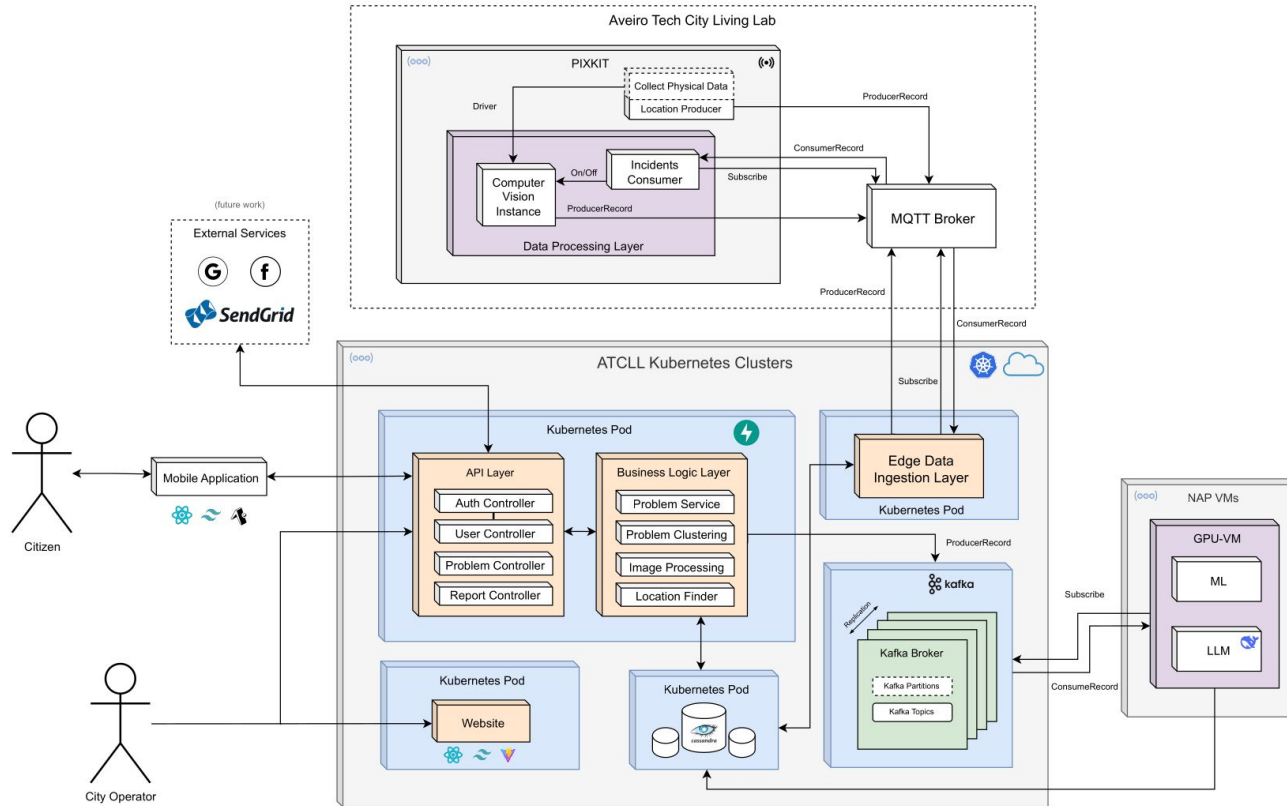 Aveiro Tech City Living Lab
PIXKIT
Collect Physical Data
Location Producer
Driver
ProducerRecord
ConsumerRecord
Incidents
Consumer
On/Off
Subscribe
Computer
Vision
Instance
ProducerRecord
MQTT Broker
Data Processing Layer
(future work)
External Services
G
f
SendGrid
ProducerRecord
ConsumerRecord
Subscribe
ATCLL Kubernetes Clusters
Kubernetes Pod
API Layer
Auth Controller
User Controller
Problem Controller
Report Controller
Business Logic Layer
Problem Service
Problem Clustering
Image Processing
Location Finder
Edge Data
Ingestion Layer
Kubernetes Pod
Mobile Application
Citizen
NAP VMs
GPU-VM
ML
LLM
ProducerRecord
kafka
Replication
Kafka Broker
Kafka Partitions
Kafka Topics
Subscribe
ConsumeRecord
Kubernetes Pod
Website
Kubernetes Pod
cassandra
City Operator